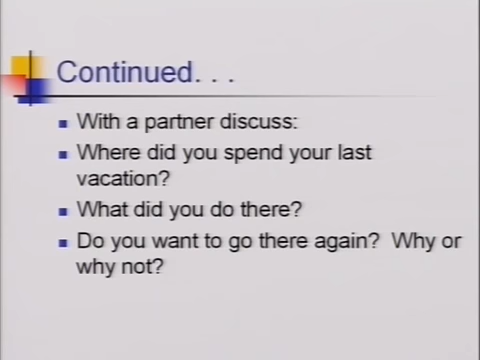 Continued. . .
With a partner discuss:
Where did you spend your last
vacation?
What did you do there?
Do you want to go there again?  Why or
why not?